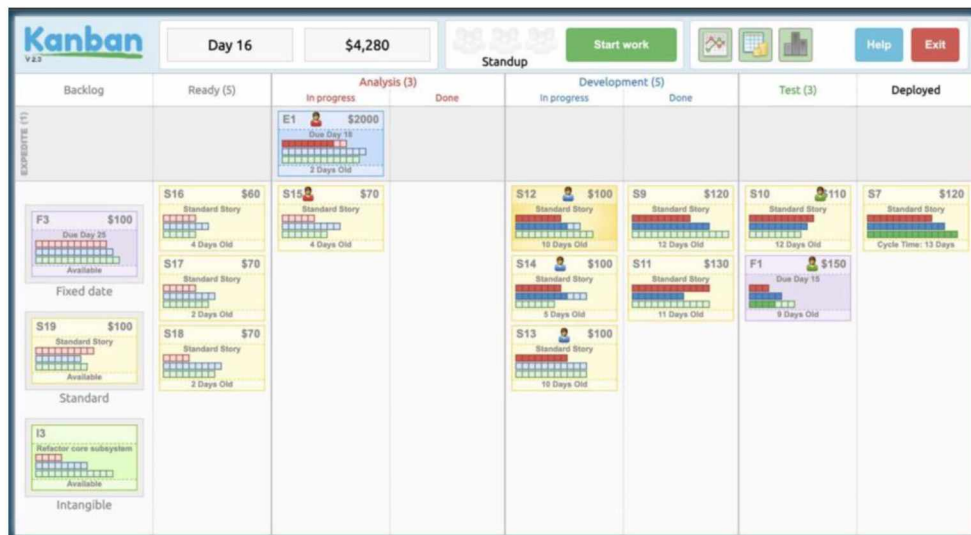 Kanban
V 2.0
Day 16
$4,280
Standup
Start work
Help
Exit
Backlog
Ready (5)
Analysis (3)
In progress
Done
Development (5)
In progress
Done
Test (3)
Deployed
EXPEDITE (1)
E1 $2000
Due Day 18
2 Days Old
F3 $100
Due Day 25
Available
Fixed date
S19 $100
Standard Story
Available
Standard
I3
Refactor core subsystem
Available
Intangible
S16 $60
Standard Story
4 Days Old
S17 $70
Standard Story
2 Days Old
S18 $70
Standard Story
2 Days Old
S15 $70
Standard Story
4 Days Old
S12 $100
Standard Story
10 Days Old
S14 $100
Standard Story
5 Days Old
S13 $100
Standard Story
10 Days Old
S9 $120
Standard Story
12 Days Old
S11 $130
Standard Story
11 Days Old
S10 $110
Standard Story
12 Days Old
F1 $150
Due Day 15
9 Days Old
S7 $120
Standard Story
Cycle Time: 13 Days